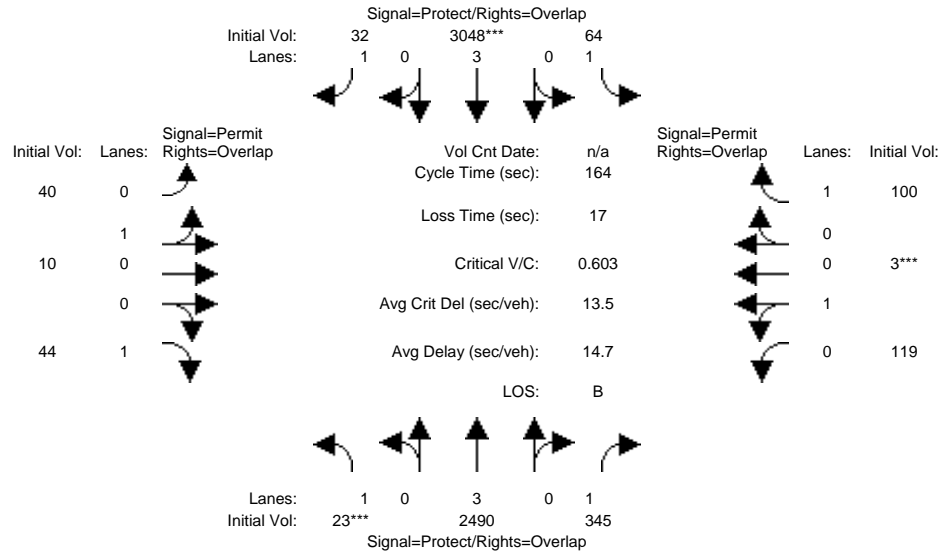 Signal=Protect/Rights=Overlap
Initial Vol: 32 3048*** 64
Lanes: 1 0 3 0 1
Signal=Permit Signal=Permit
Initial Vol: Lanes: Rights=Overlap Vol Cnt Date: n/a Rights=Overlap Lanes: Initial Vol:
Cycle Time (sec): 164
40 0 1 100
Loss Time (sec): 17
1 0
10 0 Critical V/C: 0.603 0 3***
0 Avg Crit Del (sec/veh): 13.5 1
44 1 Avg Delay (sec/veh): 14.7 0 119
LOS: B
Lanes: 1 0 3 0 1
Initial Vol: 23*** 2490 345
Signal=Protect/Rights=Overlap